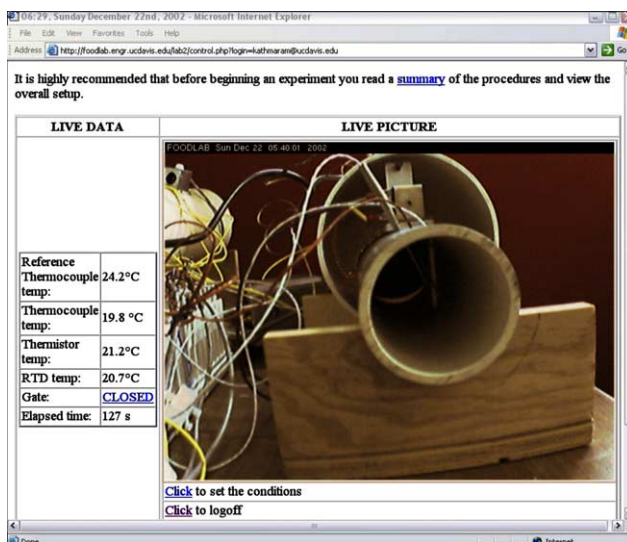 06:29, Sunday December 22nd, 2002 - Microsoft Internet Explorer
File Edit View Favorites Tools Help
Address http://foodlab.engr.ucdavis.edu/lab2/control.php?login=kathmaram@ucdavis.edu Go
It is highly recommended that before beginning an experiment you read a summary of the procedures and view the
overall setup.
LIVE DATA
LIVE PICTURE
FOODLAB Sun Dec 22 05:40:01 2002
Reference
Thermocouple 24.2°C
temp:
Thermocouple 19.8 °C
temp:
Thermistor 21.2°C
temp:
RTD temp: 20.7°C
Gate: CLOSED
Elapsed time: 127 s
Click to set the conditions
Click to logoff
Done
Internet